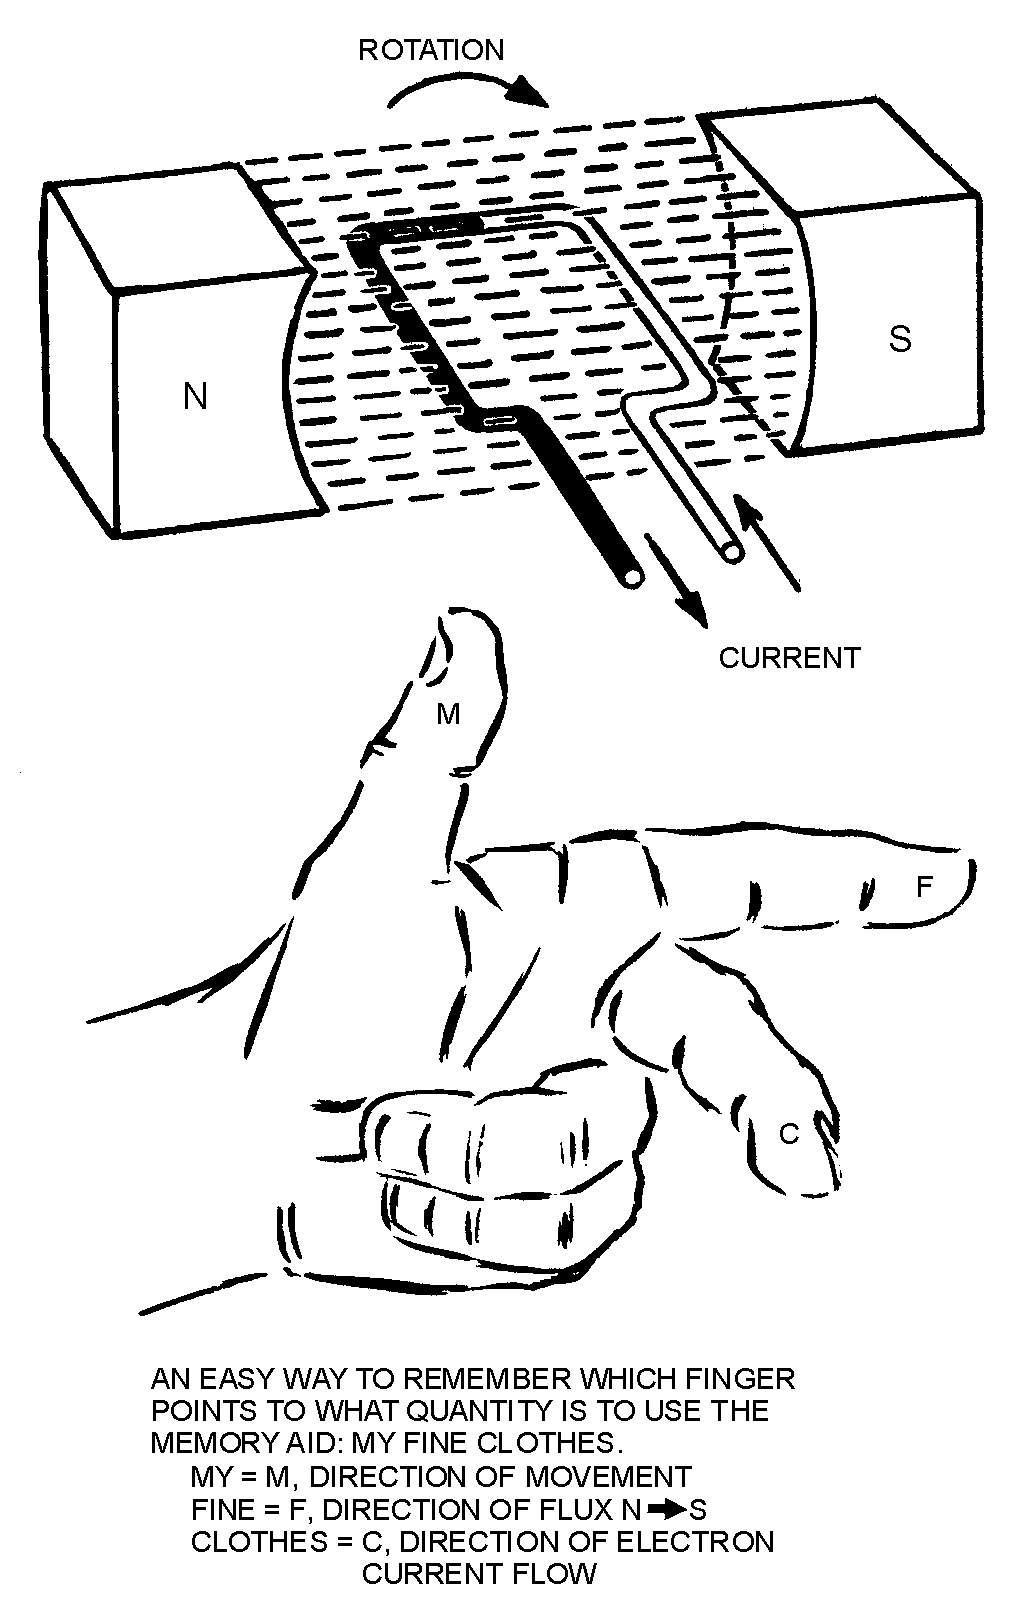 ROTATION
N
S
CURRENT
M
F
C
AN EASY WAY TO REMEMBER WHICH FINGER
POINTS TO WHAT QUANTITY IS TO USE THE
MEMORY AID: MY FINE CLOTHES.
MY = M, DIRECTION OF MOVEMENT
FINE = F, DIRECTION OF FLUX N➡S
CLOTHES = C, DIRECTION OF ELECTRON
CURRENT FLOW